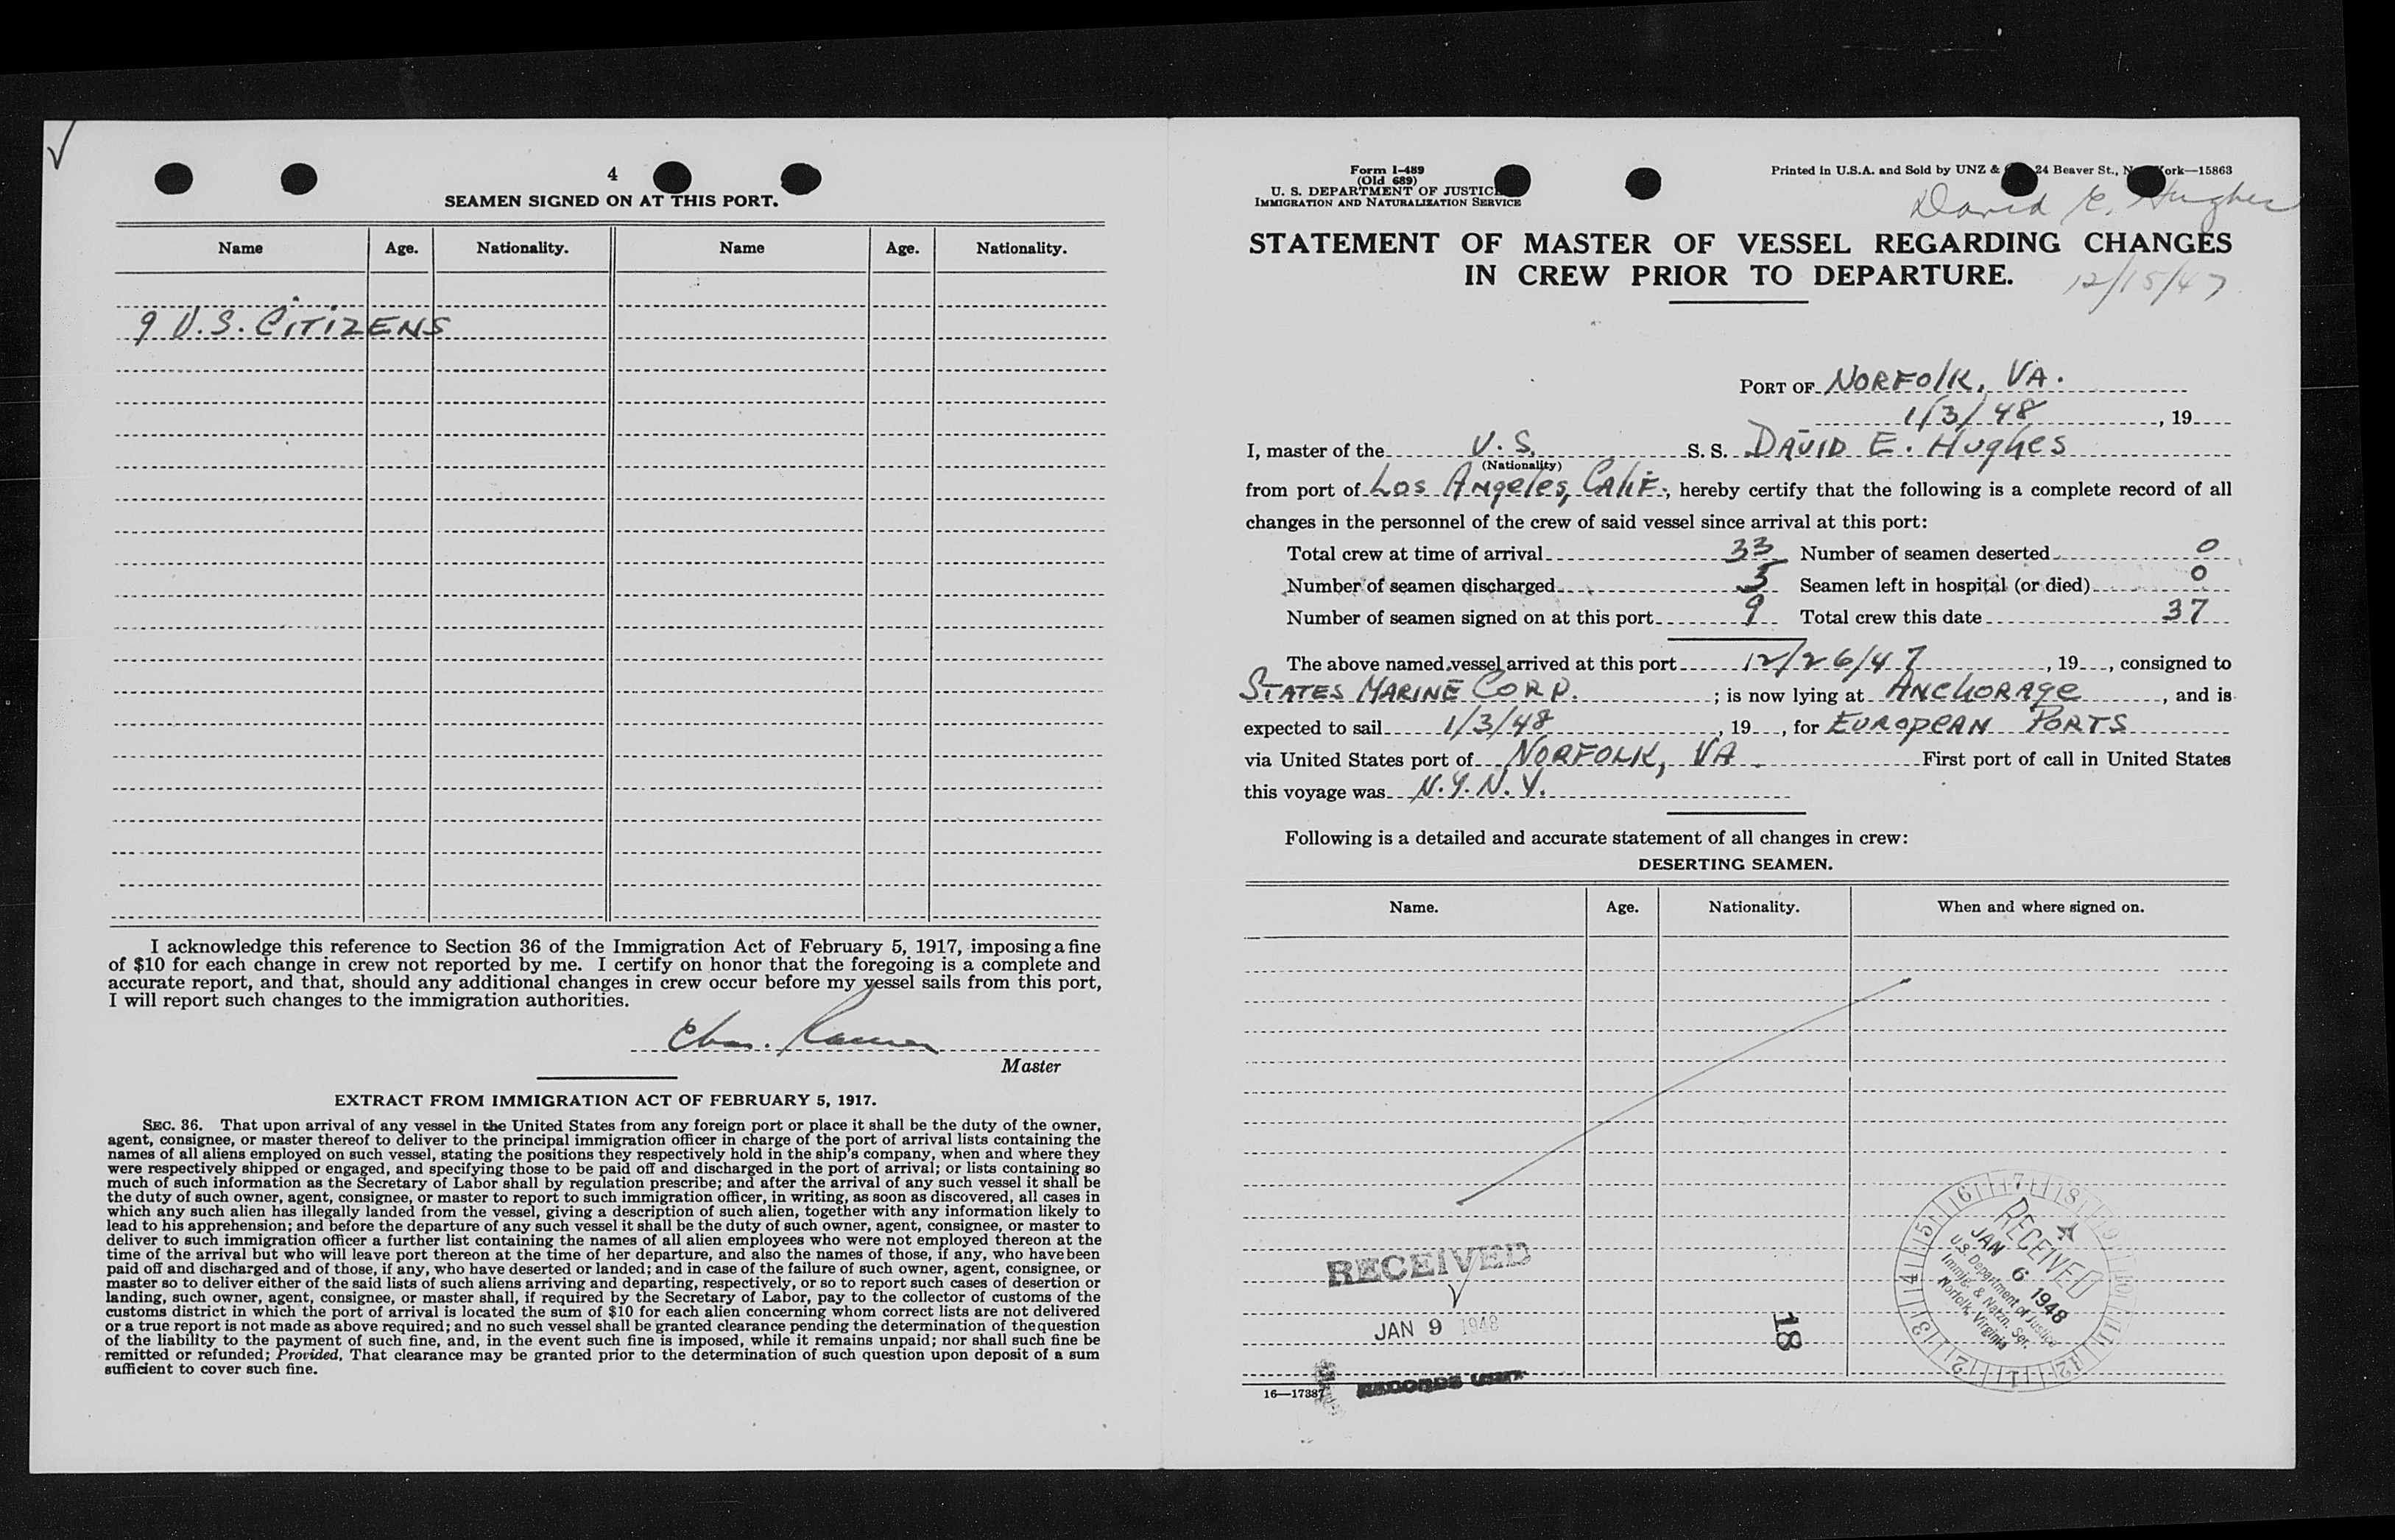 4
SEAMEN SIGNED ON AT THIS PORT.
Name Age. Nationality. Name Age. Nationality.
9 U.S. CITIZENS
I acknowledge this reference to Section 36 of the Immigration Act of February 5, 1917, imposing a fine
of $10 for each change in crew not reported by me. I certify on honor that the foregoing is a complete and
accurate report, and that, should any additional changes in crew occur before my vessel sails from this port,
I will report such changes to the immigration authorities.
Chas.
Master
EXTRACT FROM IMMIGRATION ACT OF FEBRUARY 5, 1917.
SEC. 36. That upon arrival of any vessel in the United States from any foreign port or place it shall be the duty of the owner,
agent, consignee, or master thereof to deliver to the principal immigration officer in charge of the port of arrival lists containing the
names of all aliens employed on such vessel, stating the positions they respectively hold in the ship's company, when and where they
were respectively shipped or engaged, and specifying those to be paid off and discharged in the port of arrival; or lists containing so
much of such information as the Secretary of Labor shall by regulation prescribe; and after the arrival of any such vessel it shall be
the duty of such owner, agent, consignee, or master to report to such immigration officer, in writing, as soon as discovered, all cases in
which any such alien has illegally landed from the vessel, giving a description of such alien, together with any information likely to
lead to his apprehension; and before the departure of any such vessel it shall be the duty of such owner, agent, consignee, or master to
deliver to such immigration officer a further list containing the names of all alien employees who were not employed thereon at the
time of the arrival but who will leave port thereon at the time of her departure, and also the names of those, if any, who have been
paid off and discharged and of those, if any, who have deserted or landed; and in case of the failure of such owner, agent, consignee, or
master so to deliver either of the said lists of such aliens arriving and departing, respectively, or so to report such cases of desertion or
landing, such owner, agent, consignee, or master shall, if required by the Secretary of Labor, pay to the collector of customs of the
customs district in which the port of arrival is located the sum of $10 for each alien concerning whom correct lists are not delivered
or a true report is not made as above required; and no such vessel shall be granted clearance pending the determination of the question
of the liability to the payment of such fine, and, in the event such fine is imposed, while it remains unpaid; nor shall such fine be
remitted or refunded; Provided, That clearance may be granted prior to the determination of such question upon deposit of a sum
sufficient to cover such fine.
Form I-489
(Old 689)
U. S. DEPARTMENT OF JUSTICE
IMMIGRATION AND NATURALIZATION SERVICE
Printed in U.S.A. and Sold by UNZ & 24 Beaver St., New York—15863
David E. Hughes
STATEMENT OF MASTER OF VESSEL REGARDING CHANGES
IN CREW PRIOR TO DEPARTURE.
12/15/47
PORT OF NORFOLK, VA.
1/3/48, 19
I, master of the U.S. S. S. DAVID E. HUGHES
(Nationality)
from port of LOS ANGELES, CALIF., hereby certify that the following is a complete record of all
changes in the personnel of the crew of said vessel since arrival at this port:
Total crew at time of arrival 33 Number of seamen deserted 0
Number of seamen discharged 5 Seamen left in hospital (or died) 0
Number of seamen signed on at this port 9 Total crew this date 37
The above named vessel arrived at this port 12/26/47, 19, consigned to
STATES MARINE CORP.; is now lying at ANCHORAGE, and is
expected to sail 1/3/48, 19, for EUROPEAN PORTS
via United States port of NORFOLK, VA. First port of call in United States
this voyage was N.Y. N.Y.
Following is a detailed and accurate statement of all changes in crew:
DESERTING SEAMEN.
Name. Age. Nationality. When and where signed on.
RECEIVED
JAN 9 1948
RECORDS UNIT
18
RECEIVED
JAN 6 1948
U.S. Department of Justice
Immig. & Natzn. Ser.
Norfolk, Virginia
16—17387